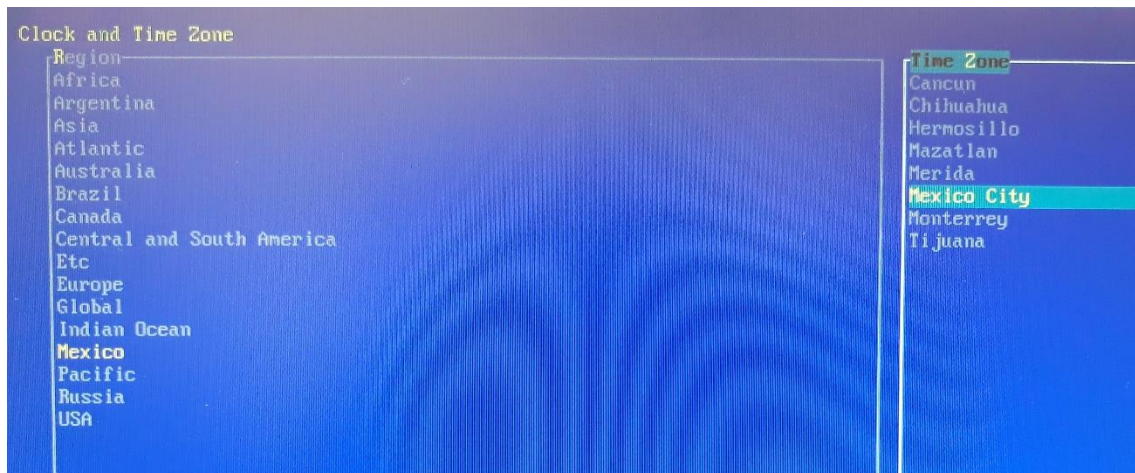 Clock and Time Zone
Region
Africa
Argentina
Asia
Atlantic
Australia
Brazil
Canada
Central and South America
Etc
Europe
Global
Indian Ocean
Mexico
Pacific
Russia
USA
Time Zone
Cancun
Chihuahua
Hermosillo
Mazatlan
Merida
Mexico City
Monterrey
Tijuana